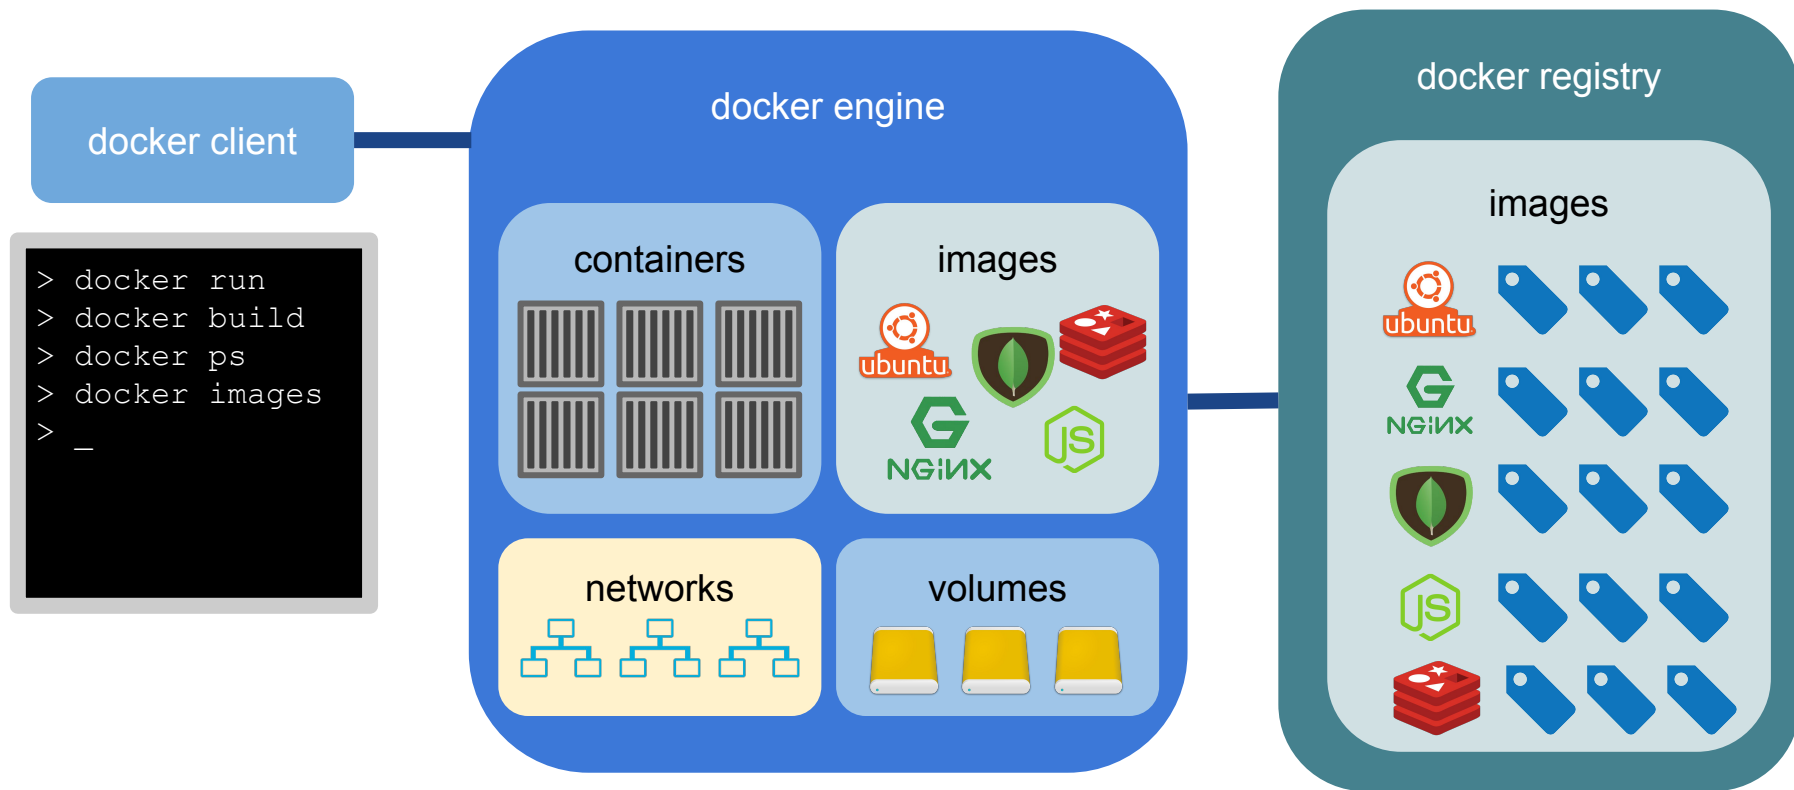 docker client
> docker run
> docker build
> docker ps
> docker images
> _
docker engine
containers
images
ubuntu
NGINX
JS
networks
volumes
docker registry
images
ubuntu
NGINX
JS